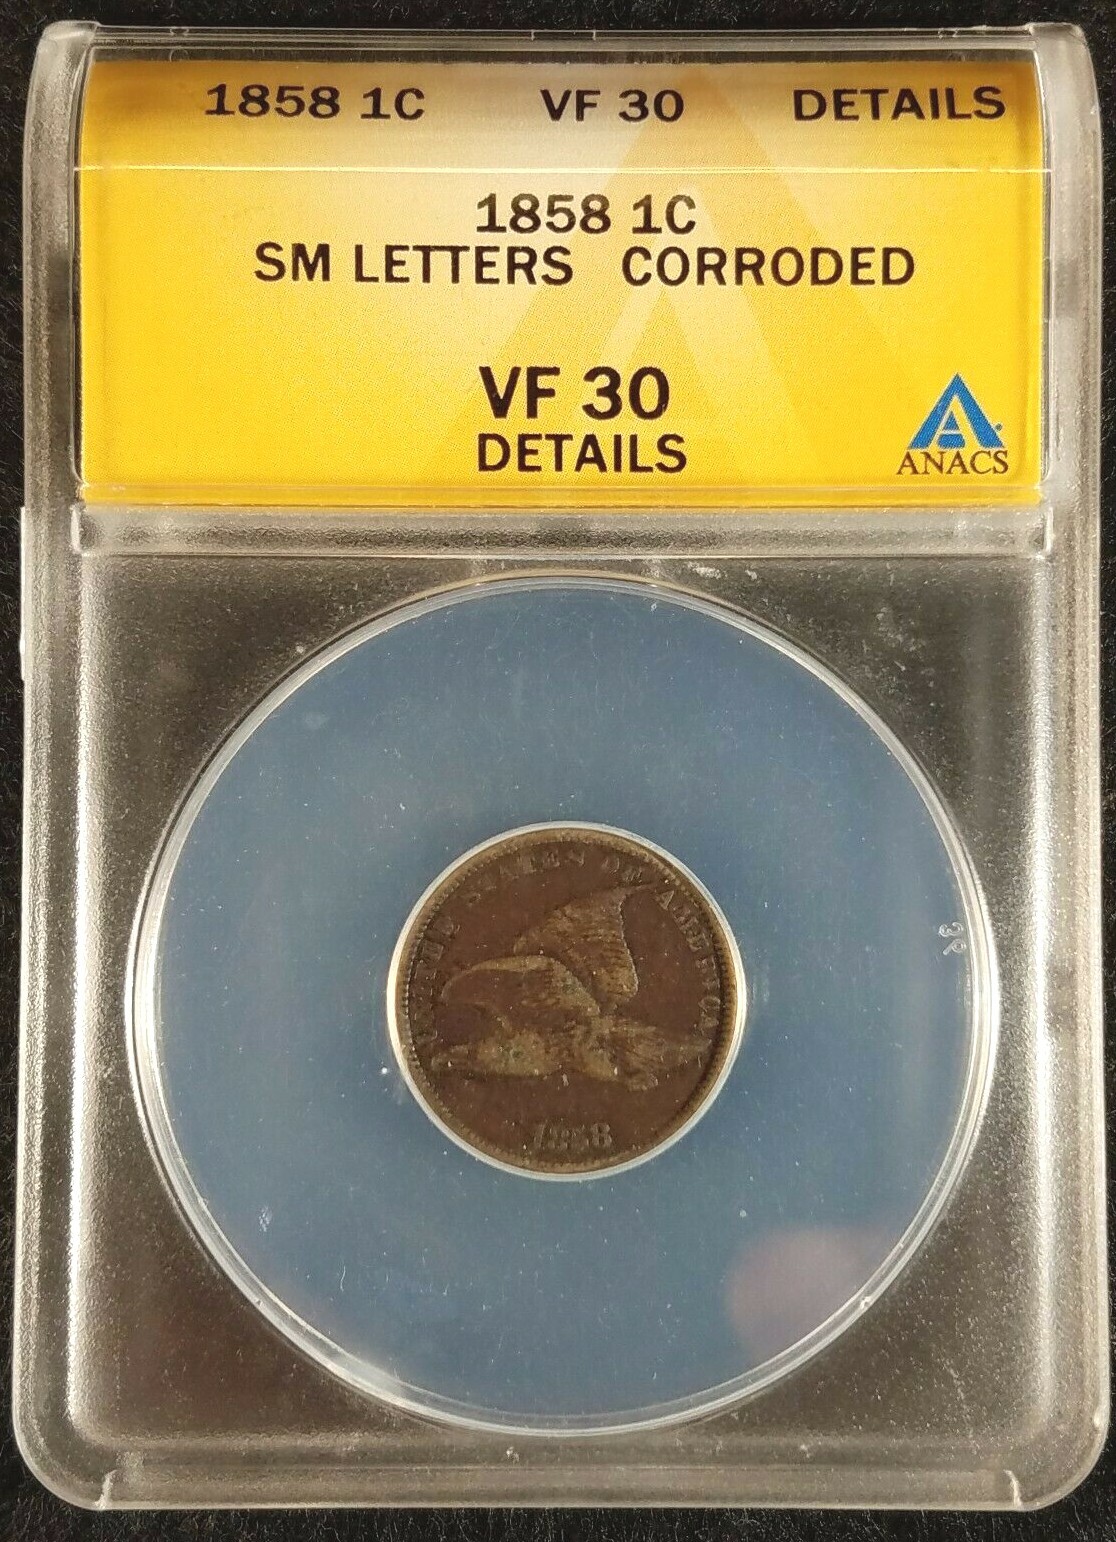 1858 1C VF 30 DETAILS
1858 1C
SM LETTERS CORRODED
VF 30
DETAILS
ANACS
UNITED STATES OF AMERICA
1858